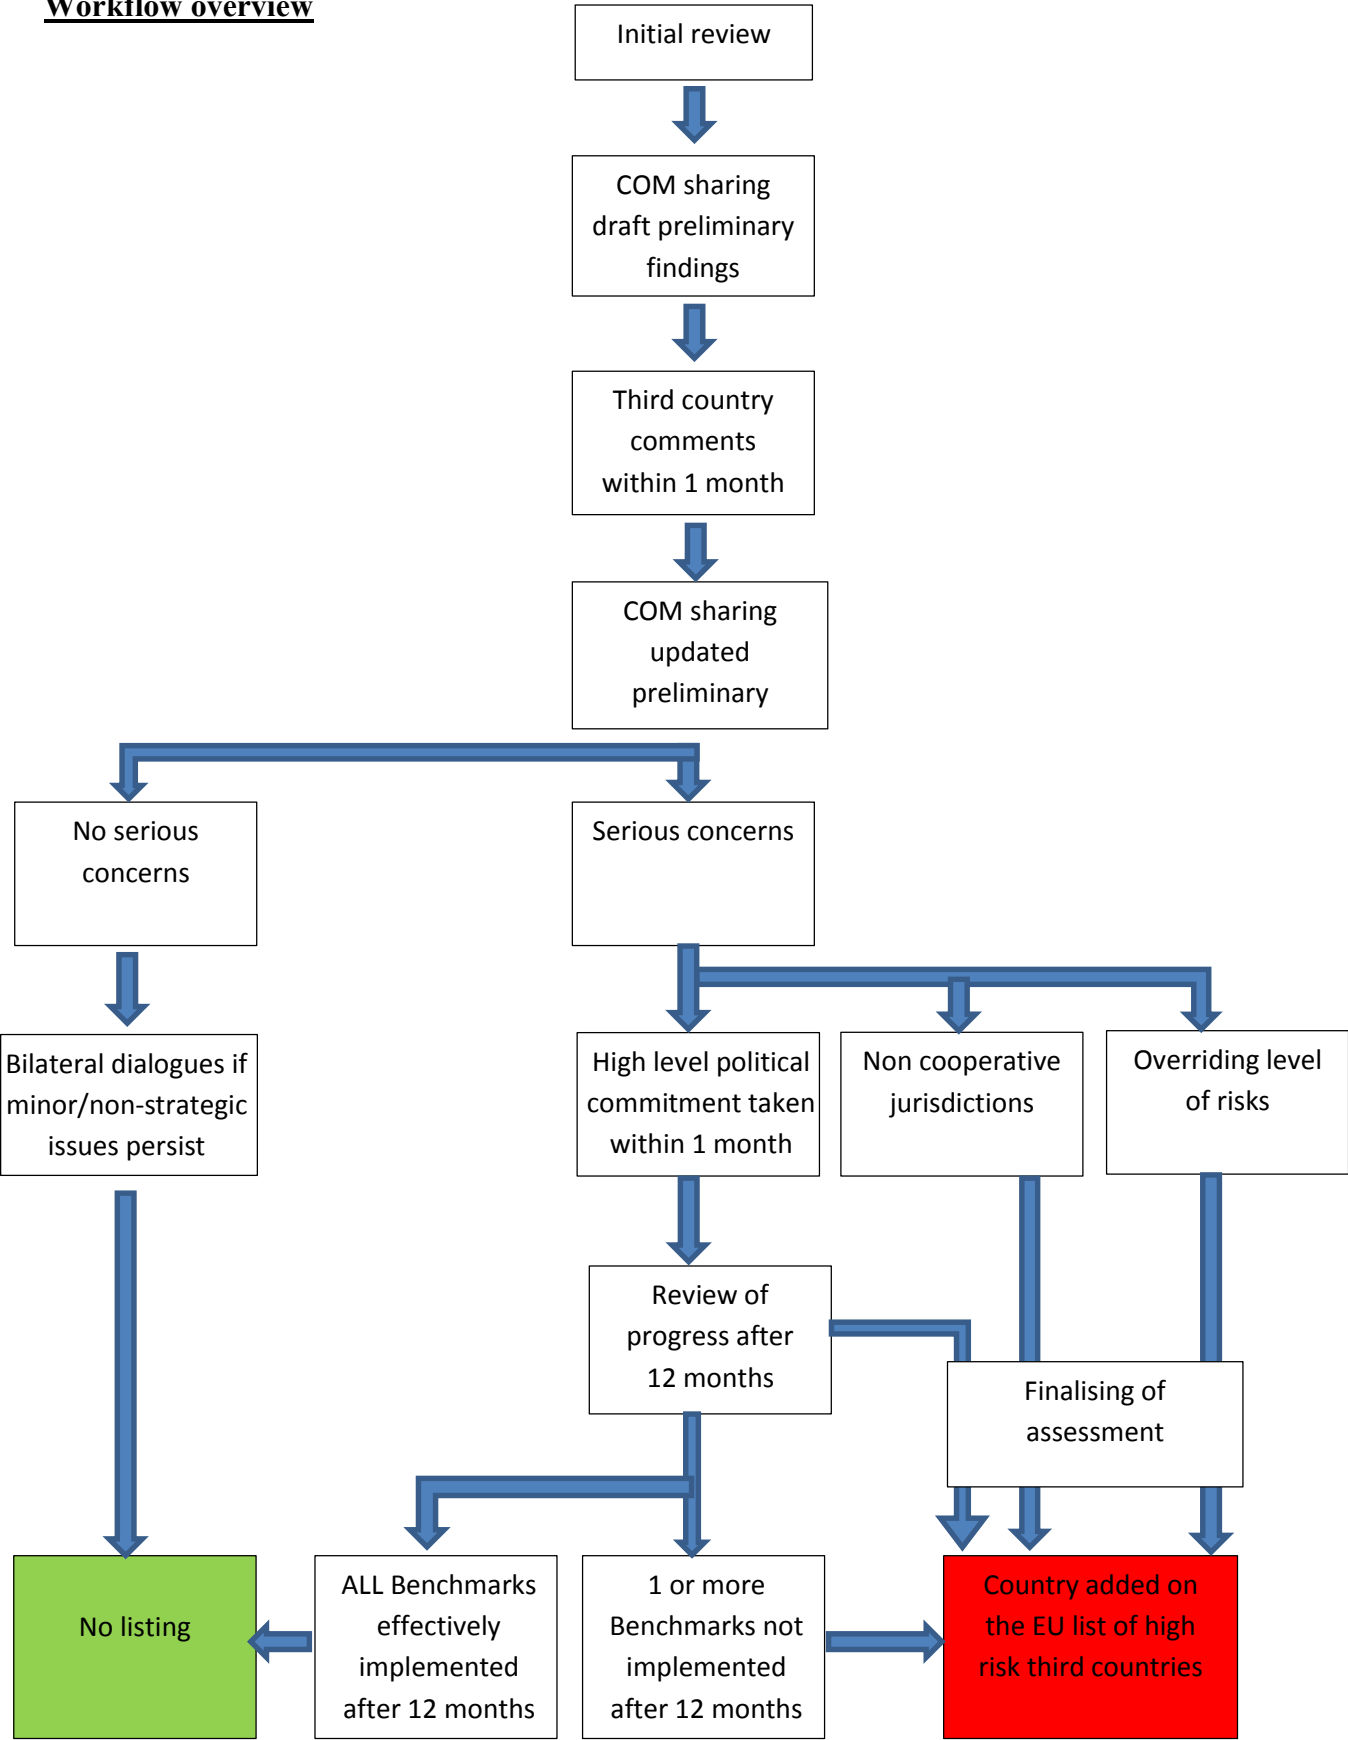 Workflow overview
Initial review
COM sharing
draft preliminary
findings
Third country
comments
within 1 month
COM sharing
updated
preliminary
No serious
concerns
Serious concerns
Bilateral dialogues if
minor/non-strategic
issues persist
High level political
commitment taken
within 1 month
Non cooperative
jurisdictions
Overriding level
of risks
Review of
progress after
12 months
Finalising of
assessment
No listing
ALL Benchmarks
effectively
implemented
after 12 months
1 or more
Benchmarks not
implemented
after 12 months
Country added on
the EU list of high
risk third countries